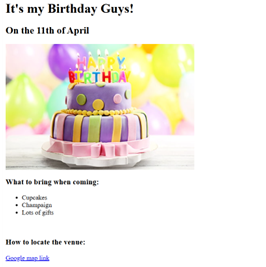 It's my Birthday Guys!
On the 11th of April
HAPPY
BIRTHDAY
What to bring when coming:
Cupcakes
Champaign
Lots of gifts
How to locate the venue:
Google map link